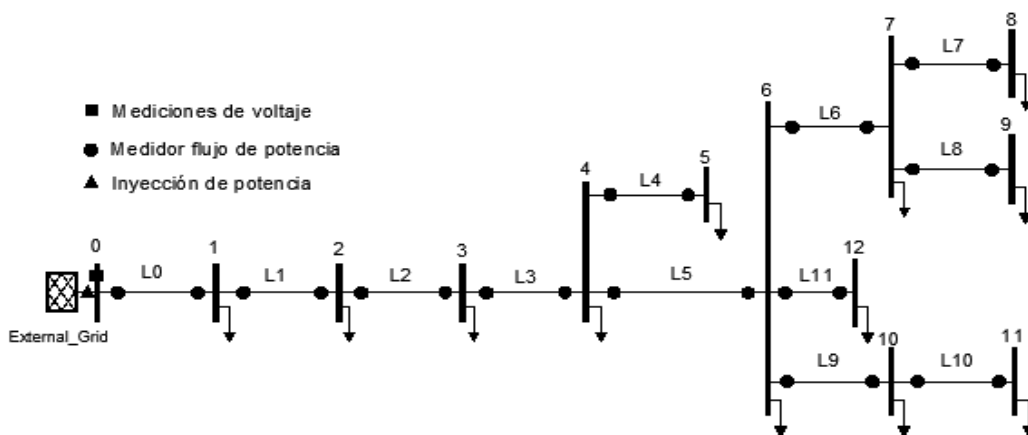 8
7
L7
6
Mediciones de voltaje
L6
9
Medidor flujo de potencia
4
5
L8
L4
Inyección de potencia
0
1
2
3
12
L0
L1
L2
L3
L5
L11
External_Grid
10
11
L9
L10